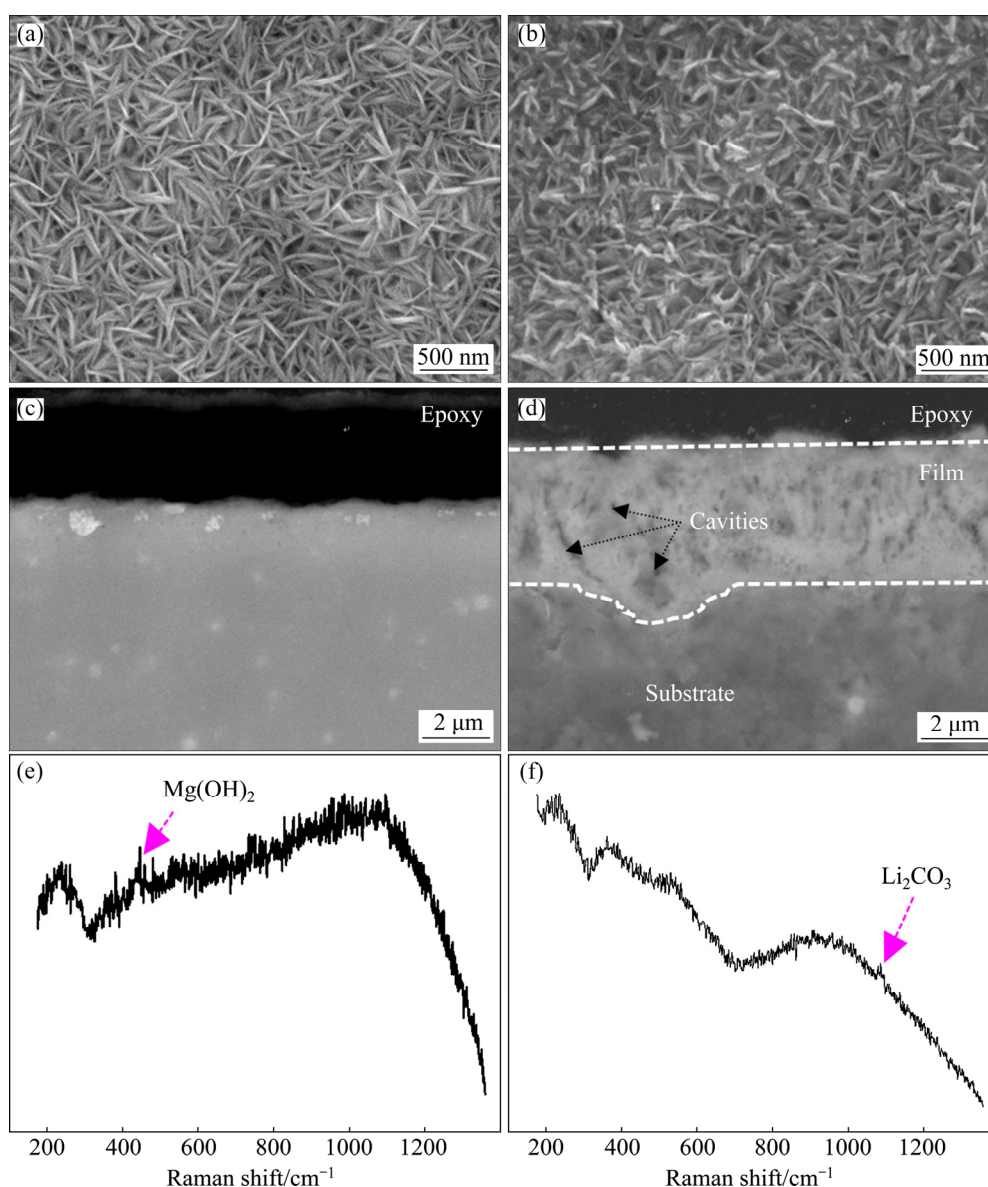 (a)
500 nm
(b)
500 nm
(c)
Epoxy
2 μm
(d)
Epoxy
Film
Cavities
Substrate
2 μm
(e)
Mg(OH)₂
200 400 600 800 1000 1200
Raman shift/cm⁻¹
(f)
Li₂CO₃
200 400 600 800 1000 1200
Raman shift/cm⁻¹